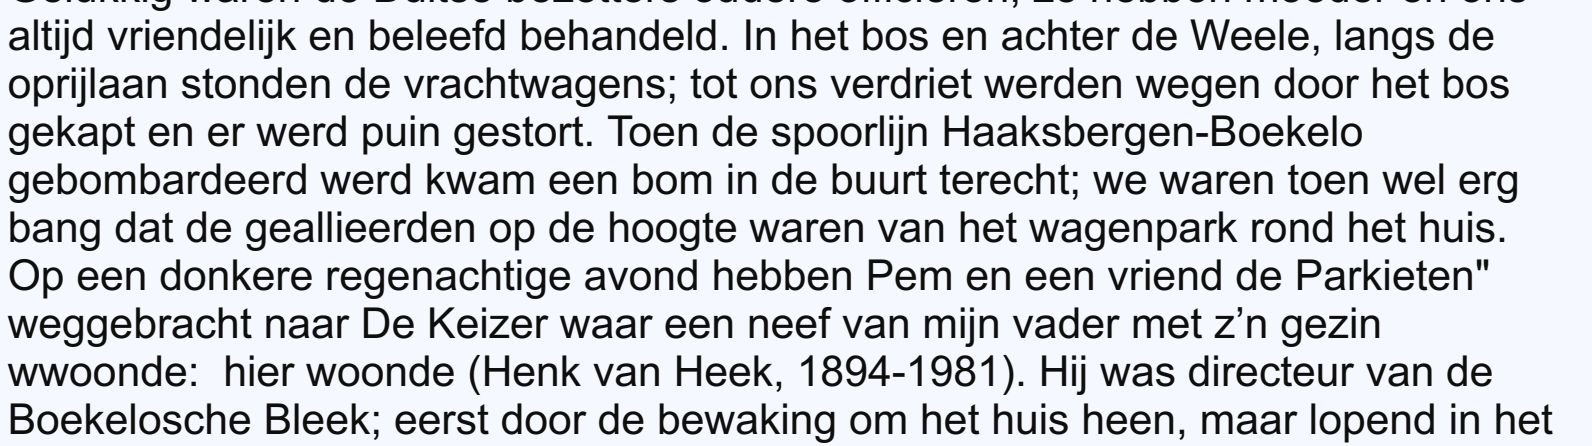 altijd vriendelijk en beleefd behandeld. In het bos en achter de Weele, langs de
oprijlaan stonden de vrachtwagens; tot ons verdriet werden wegen door het bos
gekapt en er werd puin gestort. Toen de spoorlijn Haaksbergen-Boekelo
gebombardeerd werd kwam een bom in de buurt terecht; we waren toen wel erg
bang dat de geallieerden op de hoogte waren van het wagenpark rond het huis.
Op een donkere regenachtige avond hebben Pem en een vriend de Parkieten"
weggebracht naar De Keizer waar een neef van mijn vader met z’n gezin
wwoonde:  hier woonde (Henk van Heek, 1894-1981). Hij was directeur van de
Boekelosche Bleek; eerst door de bewaking om het huis heen, maar lopend in het